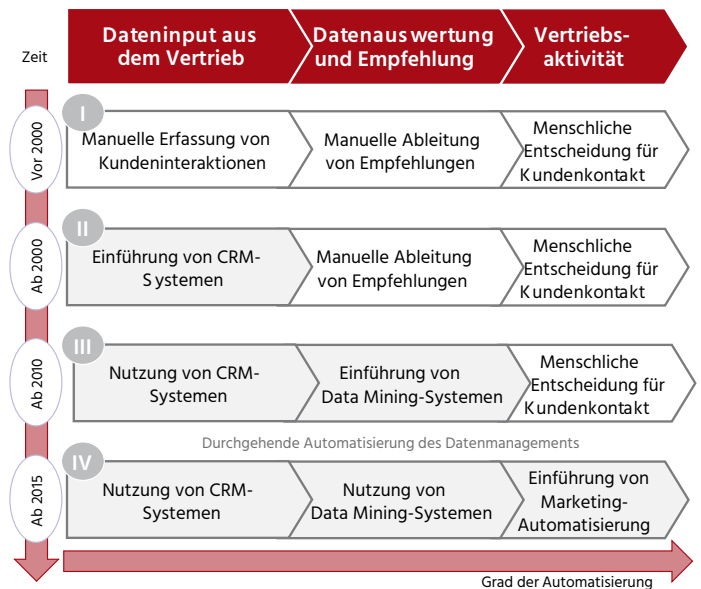 Zeit
Dateninput aus
dem Vertrieb
Datenauswertung
und Empfehlung
Vertriebs-
aktivität
Vor 2000
I
Manuelle Erfassung von
Kundeninteraktionen
Manuelle Ableitung
von Empfehlungen
Menschliche
Entscheidung für
Kundenkontakt
Ab 2000
II
Einführung von CRM-
Systemen
Manuelle Ableitung
von Empfehlungen
Menschliche
Entscheidung für
Kundenkontakt
Ab 2010
III
Nutzung von CRM-
Systemen
Einführung von
Data Mining-Systemen
Menschliche
Entscheidung für
Kundenkontakt
Durchgehende Automatisierung des Datenmanagements
Ab 2015
IV
Nutzung von CRM-
Systemen
Nutzung von
Data Mining-Systemen
Einführung von
Marketing-
Automatisierung
Grad der Automatisierung